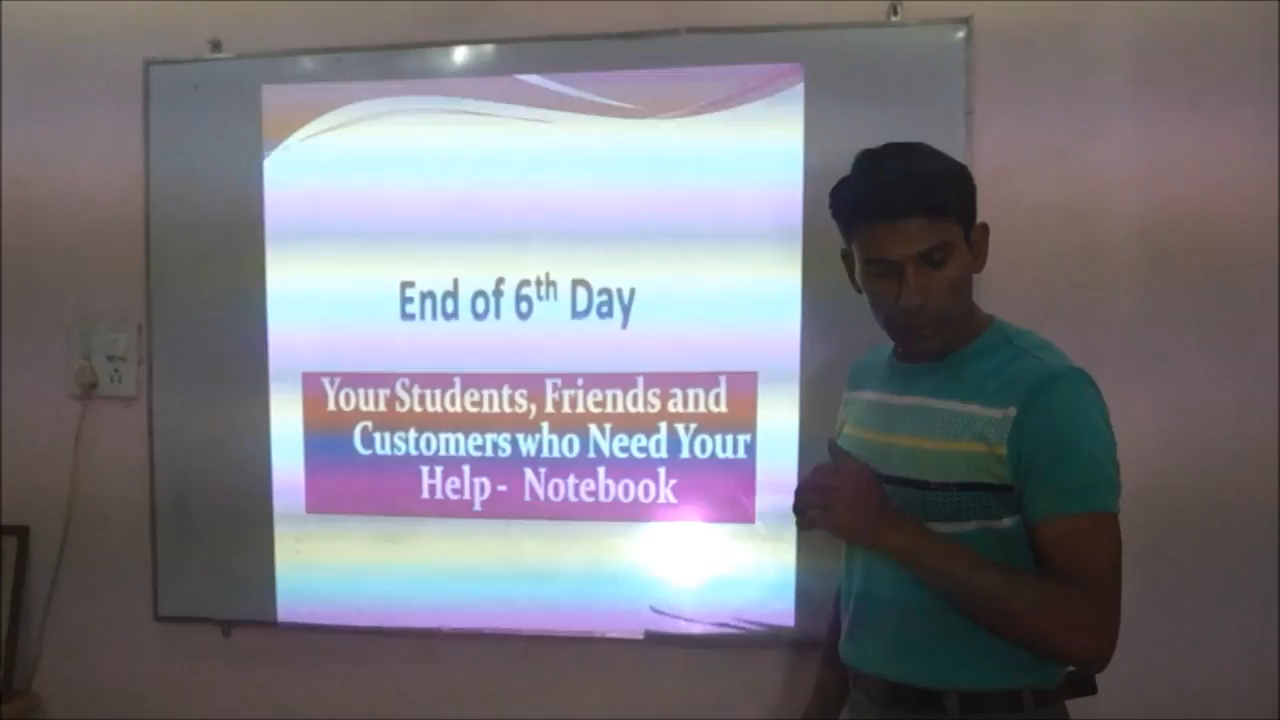 End of 6th Day
Your Students, Friends and
Customers who Need Your
Help - Notebook